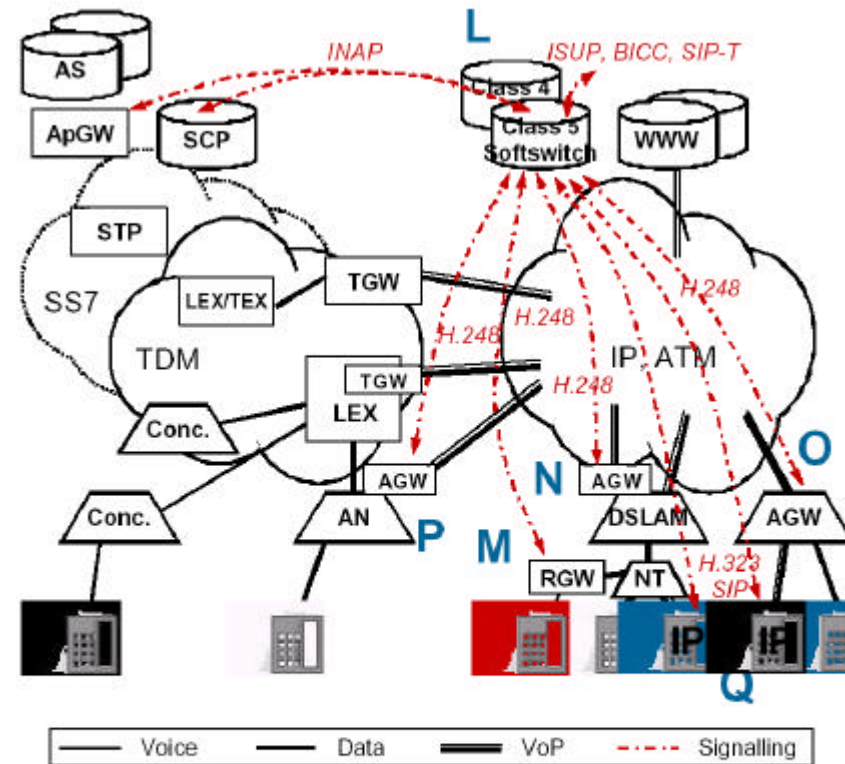 L
INAP
ISUP, BICC, SIP-T
AS
Class 4
ApGW
SCP
Class 5
Softswitch
WWW
STP
SS7
LEX/TEX
TGW
H.248
H.248
H.248
TDM
IP, ATM
TGW
LEX
H.248
Conc.
AGW
N
AGW
O
Conc.
AN
P
DSLAM
AGW
M
RGW
NT
H.323
SIP
IP
IP
Q
Voice
Data
VoP
Signalling